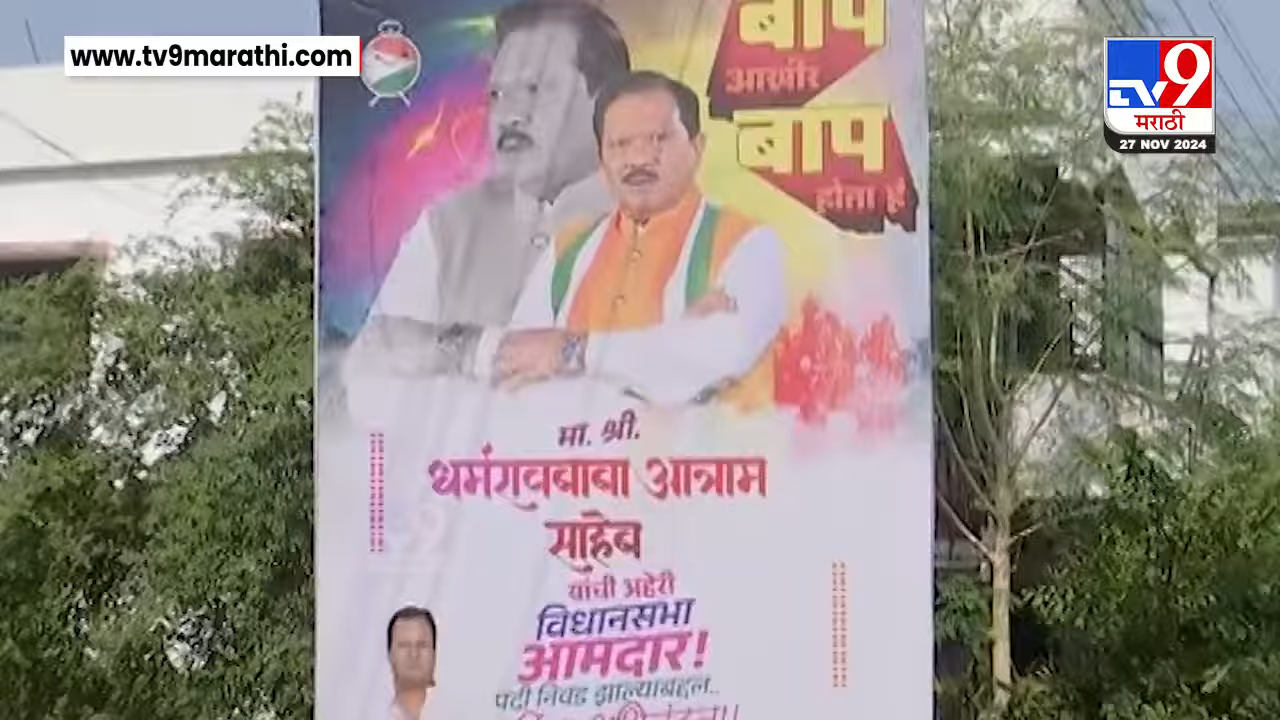 www.tv9marathi.com
TV9
मराठी
27 NOV 2024
बाप
आखीर
बाप
होता है
मा. श्री.
धर्मरावबाबा आत्राम
साहेब
यांची अहेरी
विधानसभा
आमदार!
पदी निवड झाल्याबद्दल..